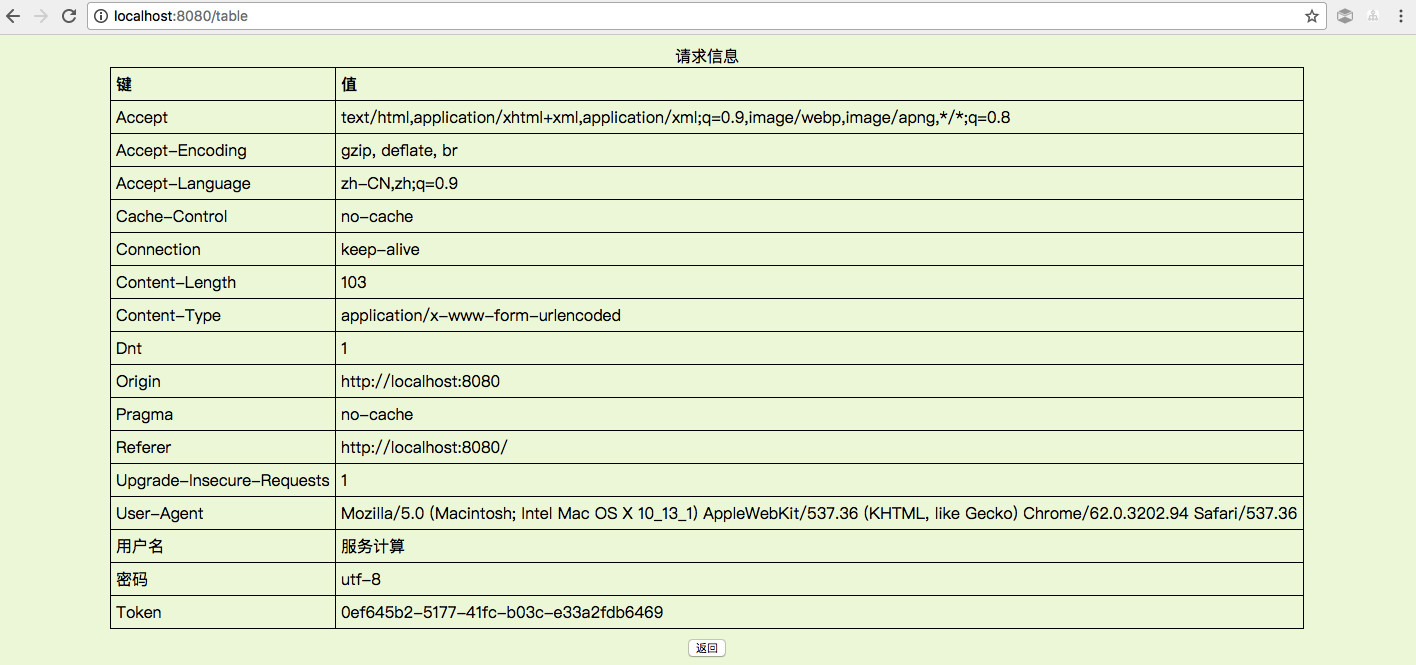 localhost:8080/table
请求信息
键 值
Accept text/html,application/xhtml+xml,application/xml;q=0.9,image/webp,image/apng,*/*;q=0.8
Accept-Encoding gzip, deflate, br
Accept-Language zh-CN,zh;q=0.9
Cache-Control no-cache
Connection keep-alive
Content-Length 103
Content-Type application/x-www-form-urlencoded
Dnt 1
Origin http://localhost:8080
Pragma no-cache
Referer http://localhost:8080/
Upgrade-Insecure-Requests 1
User-Agent Mozilla/5.0 (Macintosh; Intel Mac OS X 10_13_1) AppleWebKit/537.36 (KHTML, like Gecko) Chrome/62.0.3202.94 Safari/537.36
用户名 服务计算
密码 utf-8
Token 0ef645b2-5177-41fc-b03c-e33a2fdb6469
返回